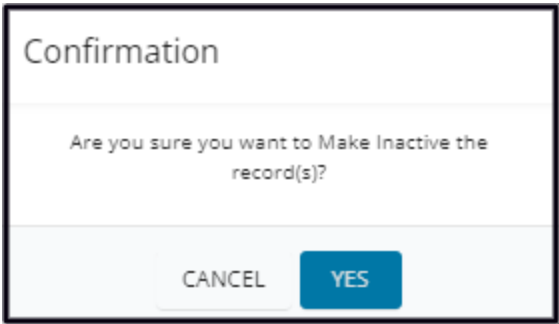 Confirmation
Are you sure you want to Make Inactive the
record(s)?
CANCEL YES